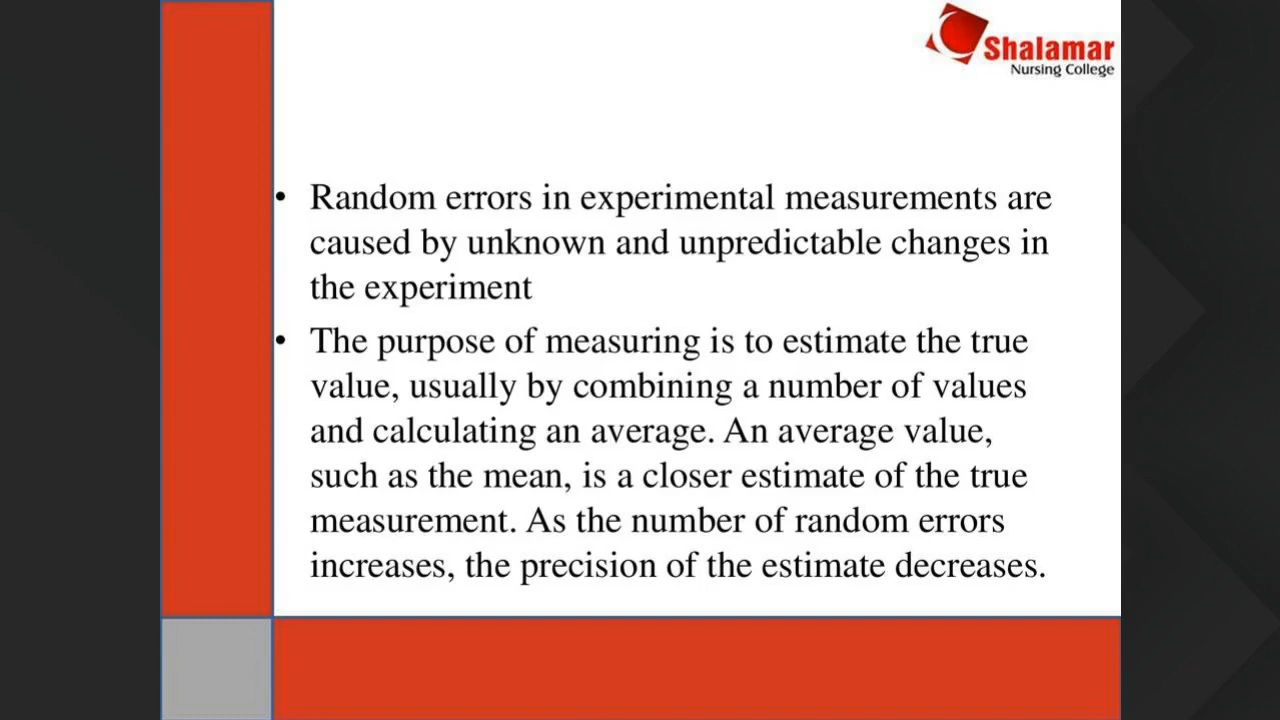 Shalamar
Nursing College
• Random errors in experimental measurements are
caused by unknown and unpredictable changes in
the experiment
• The purpose of measuring is to estimate the true
value, usually by combining a number of values
and calculating an average. An average value,
such as the mean, is a closer estimate of the true
measurement. As the number of random errors
increases, the precision of the estimate decreases.